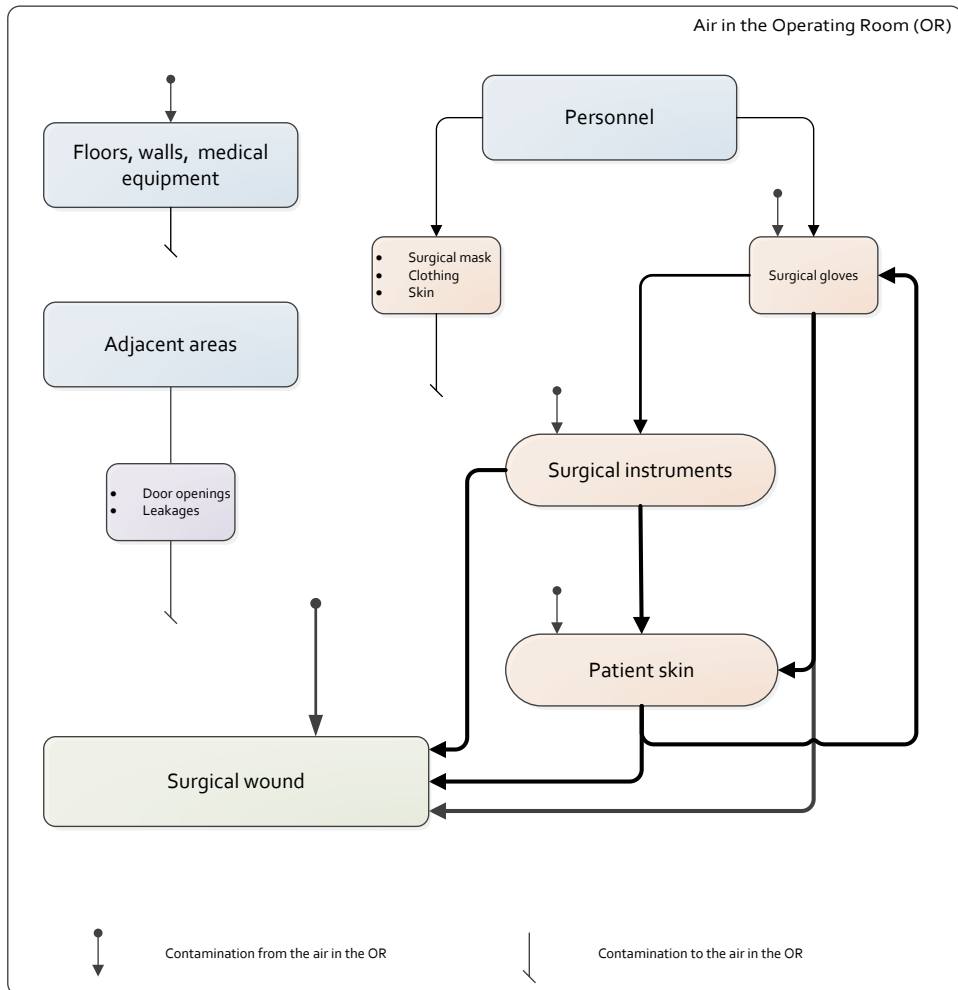 Air in the Operating Room (OR)
Personnel
Floors, walls, medical
equipment
• Surgical mask
• Clothing
• Skin
Surgical gloves
Adjacent areas
Surgical instruments
• Door openings
• Leakages
Patient skin
Surgical wound
Contamination from the air in the OR
Contamination to the air in the OR